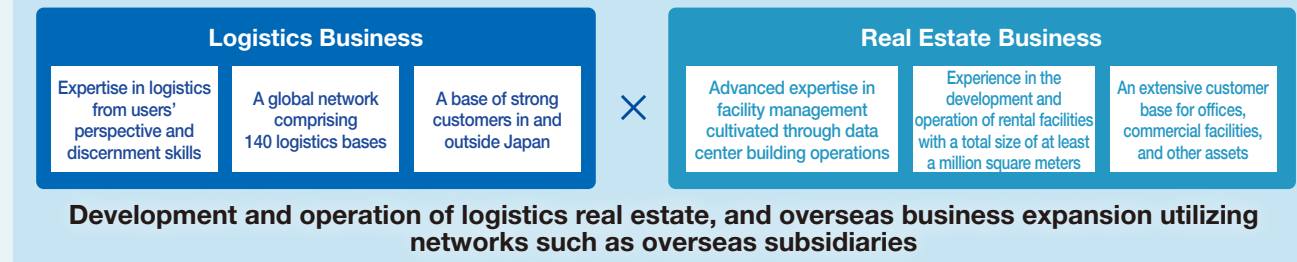 Logistics Business
Expertise in logistics
from users'
perspective and
discernment skills
A global network
comprising
140 logistics bases
A base of strong
customers in and
outside Japan
×
Real Estate Business
Advanced expertise in
facility management
cultivated through data
center building operations
Experience in the
development and
operation of rental facilities
with a total size of at least
a million square meters
An extensive customer
base for offices,
commercial facilities,
and other assets
Development and operation of logistics real estate, and overseas business expansion utilizing
networks such as overseas subsidiaries